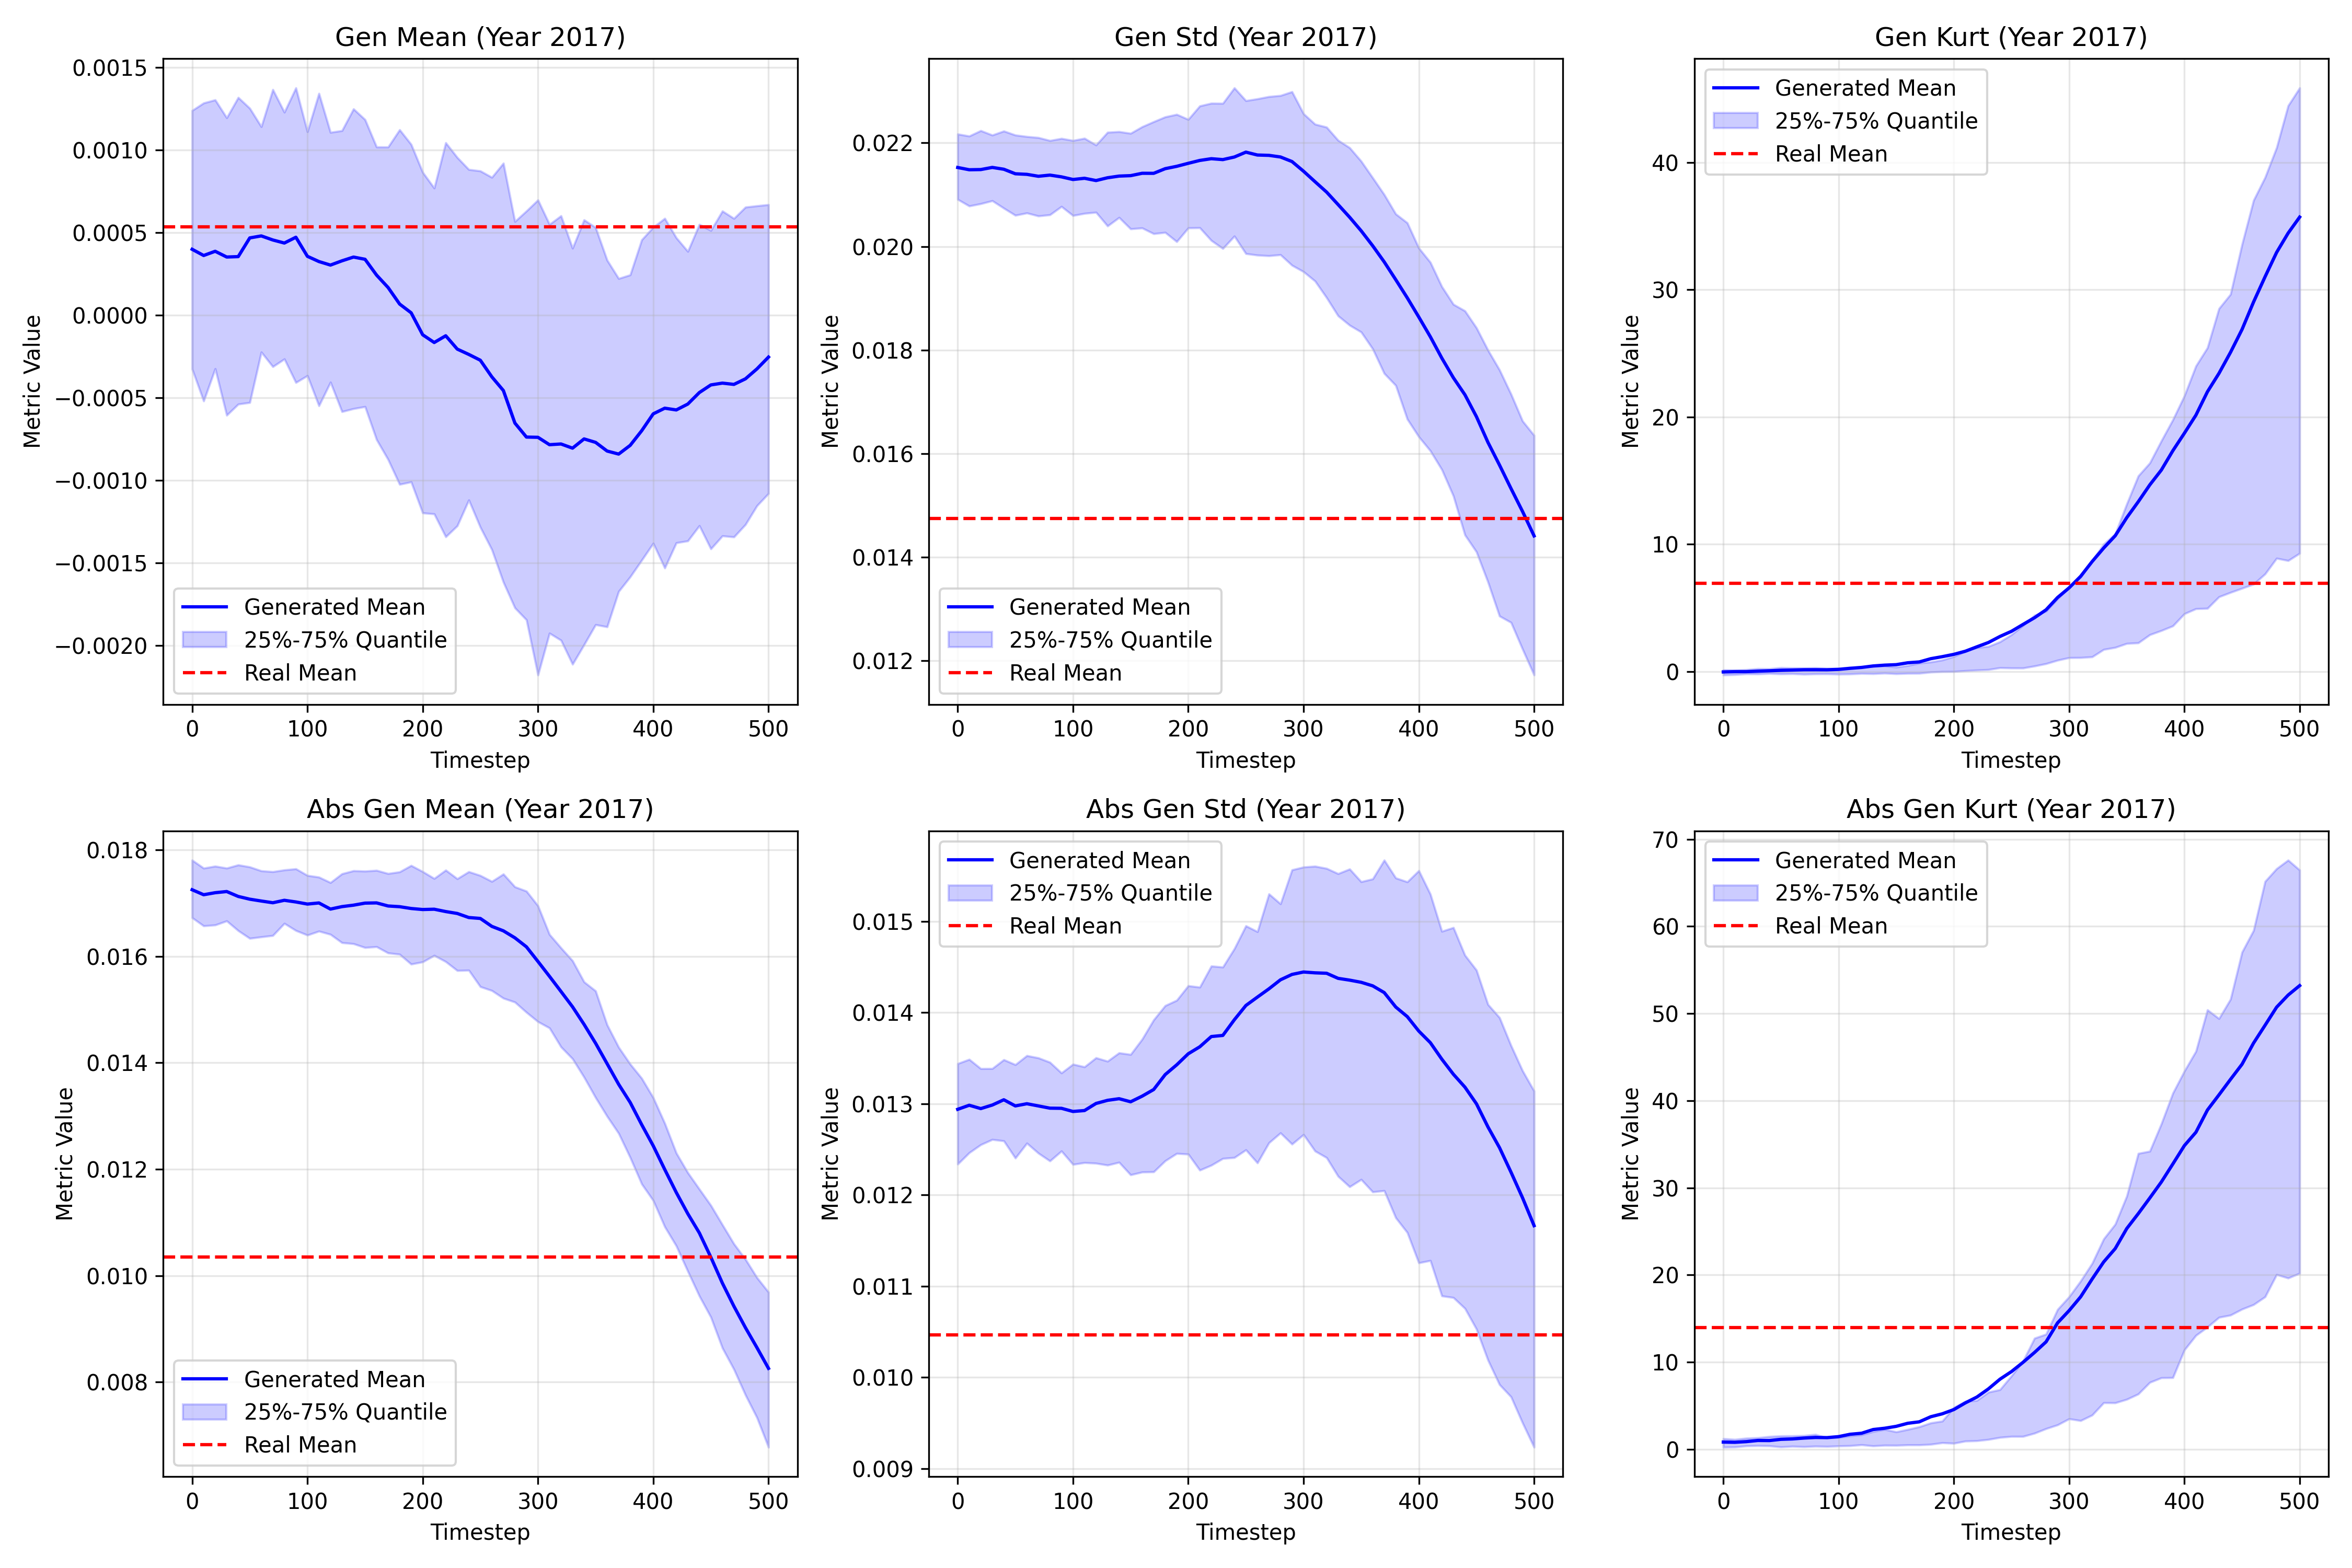 Gen Mean (Year 2017)
0.0015
0.0010
0.0005
0.0000
−0.0005
−0.0010
−0.0015
−0.0020
Metric Value
Generated Mean
25%-75% Quantile
Real Mean
0 100 200 300 400 500
Timestep
Gen Std (Year 2017)
0.022
0.020
0.018
0.016
0.014
0.012
Metric Value
Generated Mean
25%-75% Quantile
Real Mean
0 100 200 300 400 500
Timestep
Gen Kurt (Year 2017)
Generated Mean
25%-75% Quantile
Real Mean
40
30
20
10
0
Metric Value
0 100 200 300 400 500
Timestep
Abs Gen Mean (Year 2017)
0.018
0.016
0.014
0.012
0.010
0.008
Metric Value
Generated Mean
25%-75% Quantile
Real Mean
0 100 200 300 400 500
Timestep
Abs Gen Std (Year 2017)
Generated Mean
25%-75% Quantile
Real Mean
0.015
0.014
0.013
0.012
0.011
0.010
0.009
Metric Value
0 100 200 300 400 500
Timestep
Abs Gen Kurt (Year 2017)
Generated Mean
25%-75% Quantile
Real Mean
70
60
50
40
30
20
10
0
Metric Value
0 100 200 300 400 500
Timestep